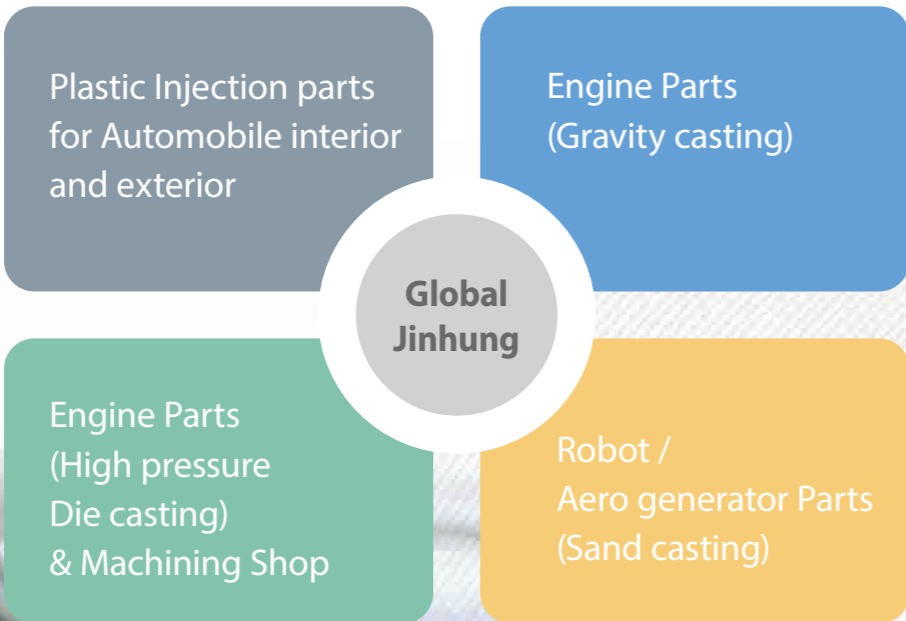 Plastic Injection parts
for Automobile interior
and exterior
Engine Parts
(Gravity casting)
Global
Jinhung
Engine Parts
(High pressure
Die casting)
& Machining Shop
Robot /
Aero generator Parts
(Sand casting)